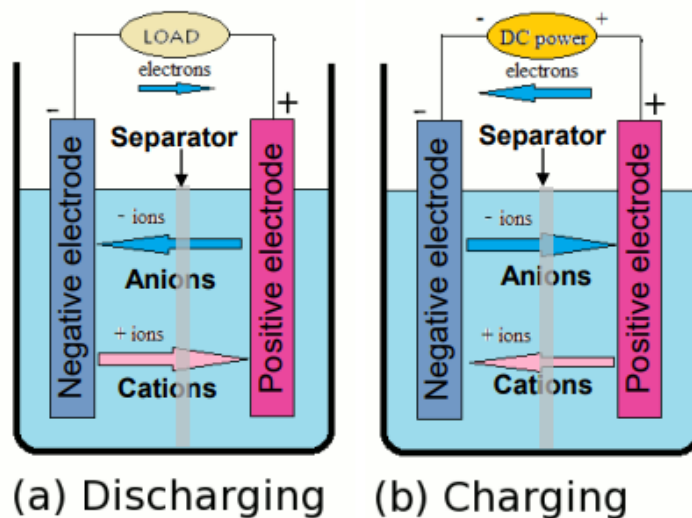 LOAD
electrons
-
+
Separator
- ions
Anions
+ ions
Cations
Negative electrode
Positive electrode
(a) Discharging
-
+
DC power
electrons
-
+
Separator
- ions
Anions
+ ions
Cations
Negative electrode
Positive electrode
(b) Charging